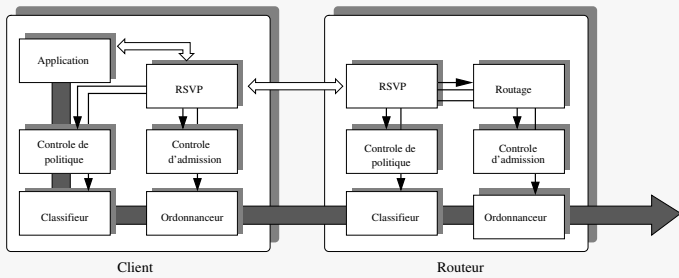 Application
RSVP
Controle de
politique
Controle
d'admission
Classifieur
Ordonnanceur
Client
RSVP
Routage
Controle de
politique
Controle
d'admission
Classifieur
Ordonnanceur
Routeur